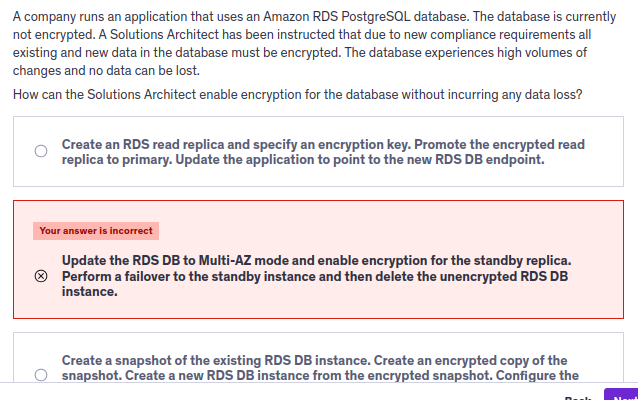 A company runs an application that uses an Amazon RDS PostgreSQL database. The database is currently
not encrypted. A Solutions Architect has been instructed that due to new compliance requirements all
existing and new data in the database must be encrypted. The database experiences high volumes of
changes and no data can be lost.
How can the Solutions Architect enable encryption for the database without incurring any data loss?
Create an RDS read replica and specify an encryption key. Promote the encrypted read
replica to primary. Update the application to point to the new RDS DB endpoint.
Your answer is incorrect
Update the RDS DB to Multi-AZ mode and enable encryption for the standby replica.
Perform a failover to the standby instance and then delete the unencrypted RDS DB
instance.
Create a snapshot of the existing RDS DB instance. Create an encrypted copy of the
snapshot. Create a new RDS DB instance from the encrypted snapshot. Configure the